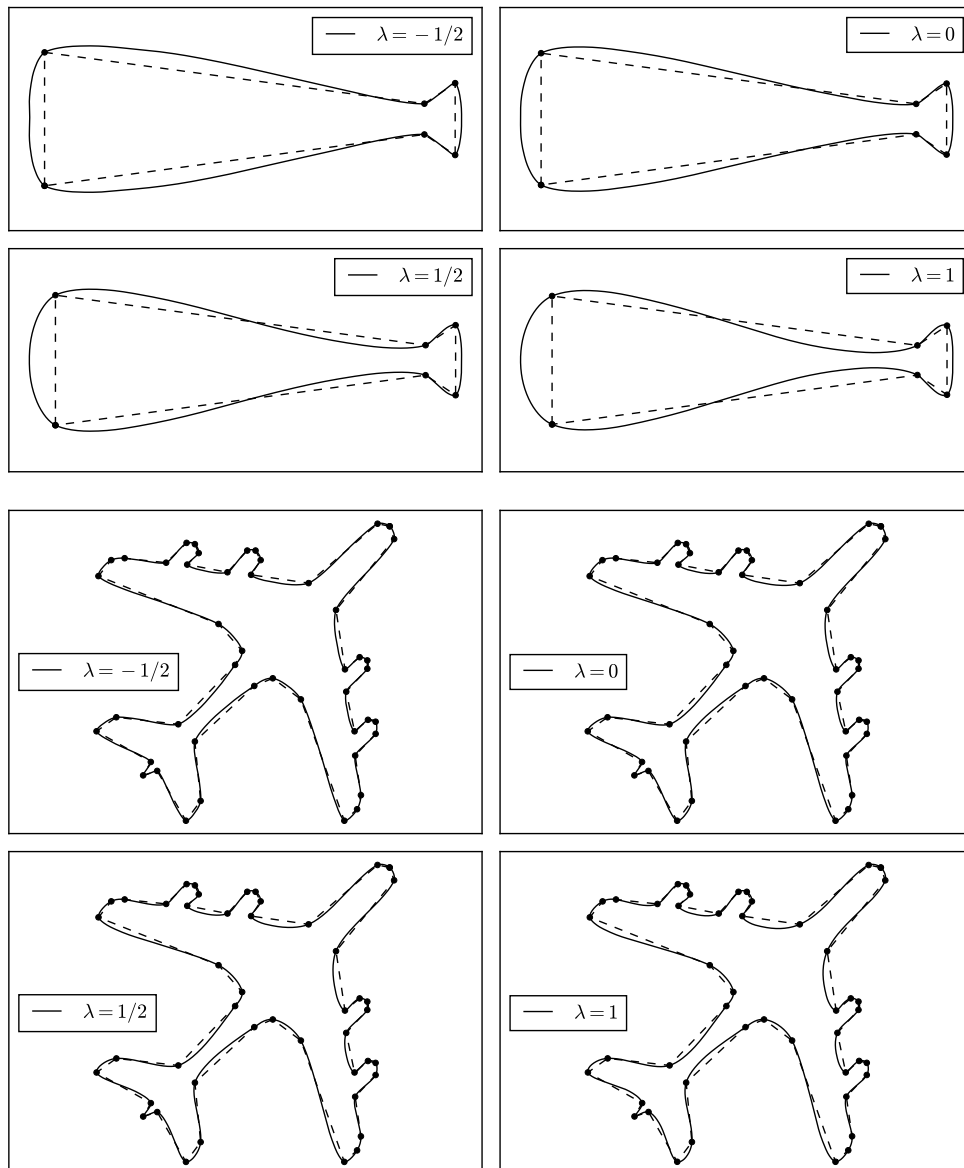 λ = − 1/2
λ = 0
λ = 1/2
λ = 1
λ = − 1/2
λ = 0
λ = 1/2
λ = 1